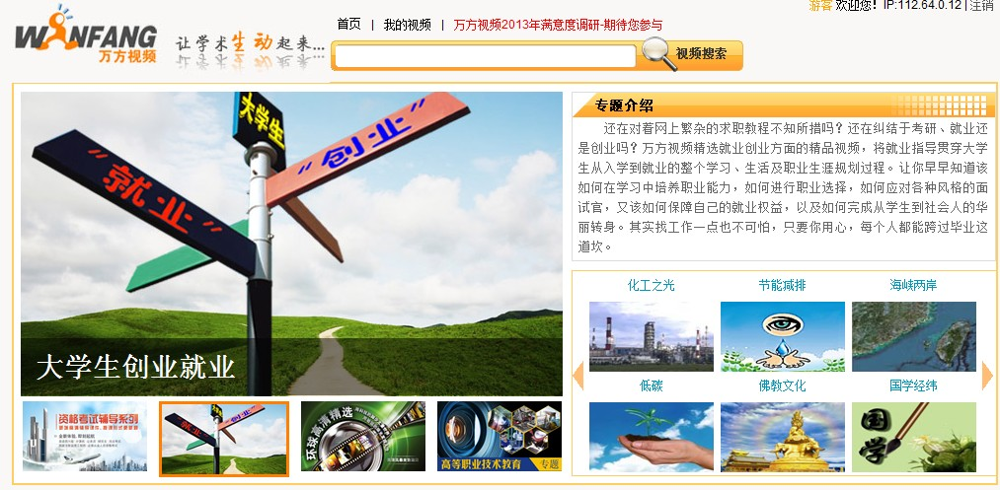 游客 欢迎您！IP:112.64.0.12 | 注销
WANFANG
万方视频
让学术生动起来...
首页 | 我的视频 | 万方视频2013年满意度调研-期待您参与
视频搜索
大学生
"就业"
"创业"
大学生创业就业
资格考试辅导系列
就业
创业
环球高清精选
高等职业技术教育 专题
专题介绍
还在对着网上繁杂的求职教程不知所措吗？还在纠结于考研、就业还
是创业吗？万方视频精选就业创业方面的精品视频，将就业指导贯穿大学
生从入学到就业的整个学习、生活及职业生涯规划过程。让你早早知道该
如何在学习中培养职业能力，如何进行职业选择，如何应对各种风格的面
试官，又该如何保障自己的就业权益，以及如何完成从学生到社会人的华
丽转身。其实找工作一点也不可怕，只要你用心，每个人都能跨过毕业这
道坎。
化工之光 节能减排 海峡两岸
低碳 佛教文化 国学经纬
国学